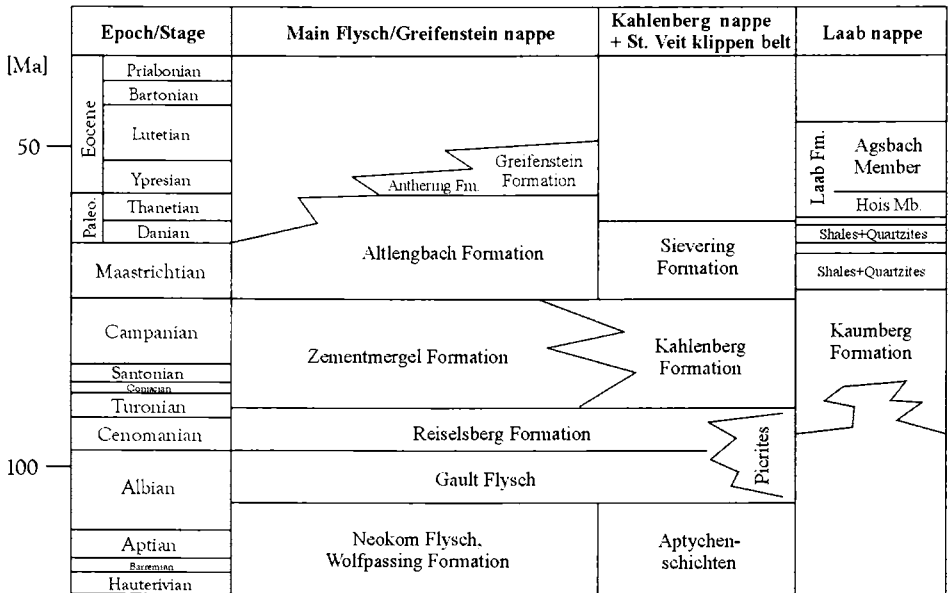 Epoch/Stage
Main Flysch/Greifenstein nappe
Kahlenberg nappe
+ St. Veit klippen belt
Laab nappe
[Ma]
50
100
Eocene
Paleo.
Priabonian
Bartonian
Lutetian
Ypresian
Thanetian
Danian
Maastrichtian
Campanian
Santonian
Coniacian
Turonian
Cenomanian
Albian
Aptian
Barremian
Hauterivian
Greifenstein
Formation
Anthering Fm.
Altlengbach Formation
Zementmergel Formation
Reiselsberg Formation
Gault Flysch
Neokom Flysch,
Wolfpassing Formation
Sievering
Formation
Kahlenberg
Formation
Picrites
Aptychen-
schichten
Laab Fm.
Agsbach
Member
Hois Mb.
Shales+Quartzites
Shales+Quartzites
Kaumberg
Formation